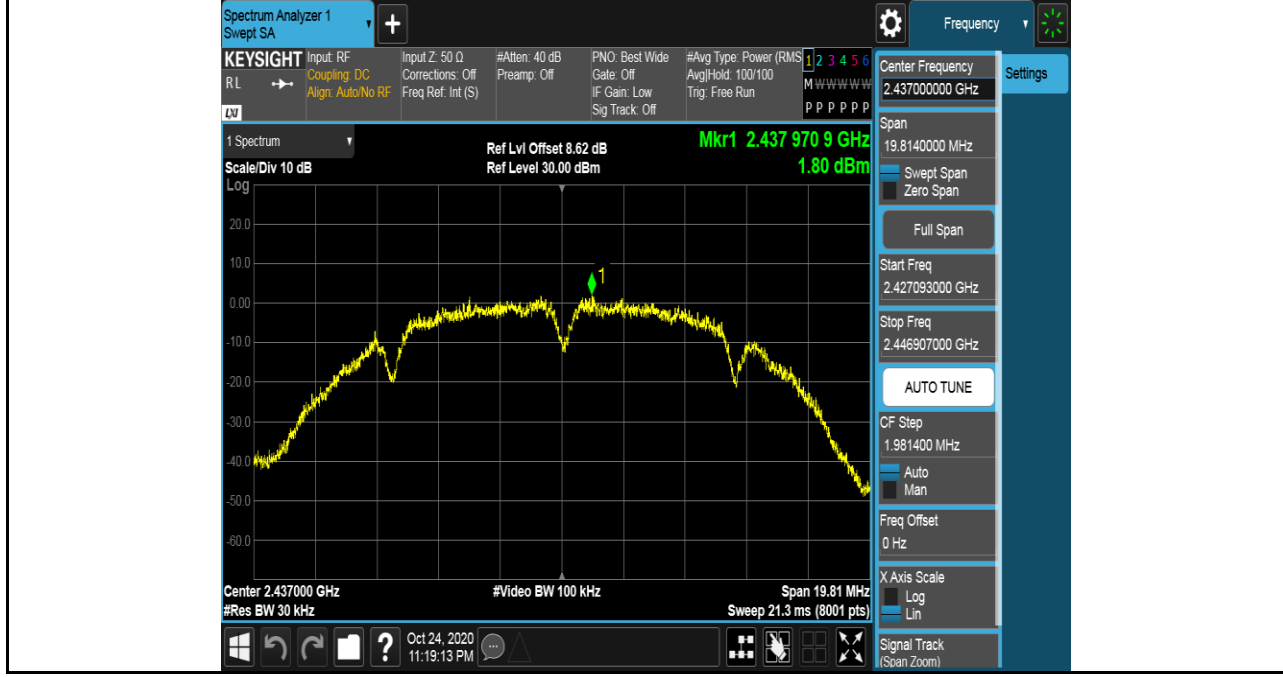 Spectrum Analyzer 1
Swept SA
+
Frequency
KEYSIGHT
RL
LXI
Input: RF
Coupling: DC
Align: Auto/No RF
Input Z: 50 Ω
Corrections: Off
Freq Ref: Int (S)
#Atten: 40 dB
Preamp: Off
PNO: Best Wide
Gate: Off
IF Gain: Low
Sig Track: Off
#Avg Type: Power (RMS
Avg|Hold: 100/100
Trig: Free Run
1 2 3 4 5 6
M W W W W W
P P P P P P
1 Spectrum
Scale/Div 10 dB
Log
Ref Lvl Offset 8.62 dB
Ref Level 30.00 dBm
Mkr1 2.437 970 9 GHz
1.80 dBm
20.0
10.0
0.00
-10.0
-20.0
-30.0
-40.0
-50.0
-60.0
1
Center 2.437000 GHz
#Res BW 30 kHz
#Video BW 100 kHz
Span 19.81 MHz
Sweep 21.3 ms (8001 pts)
Center Frequency
2.437000000 GHz
Settings
Span
19.8140000 MHz
Swept Span
Zero Span
Full Span
Start Freq
2.427093000 GHz
Stop Freq
2.446907000 GHz
AUTO TUNE
CF Step
1.981400 MHz
Auto
Man
Freq Offset
0 Hz
X Axis Scale
Log
Lin
Signal Track
(Span Zoom)
?
Oct 24, 2020
11:19:13 PM